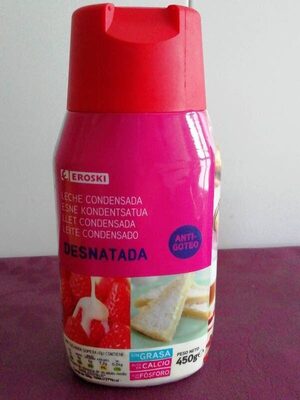 EROSKI
LECHE CONDENSADA
ESNE KONDENTSATUA
LLET CONDENSADA
LEITE CONDENSADO
DESNATADA
ANTI-
GOTEO
SIN GRASA
CALCIO
FÓSFORO
PESO NETO
450g